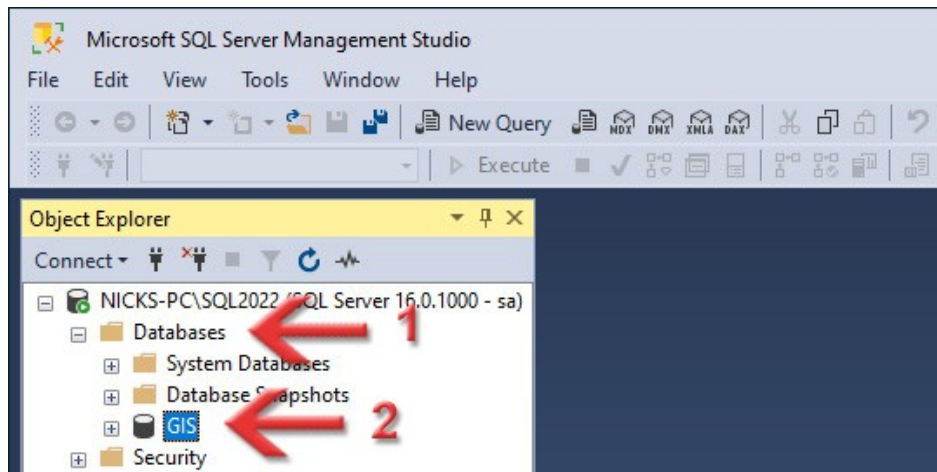 Microsoft SQL Server Management Studio
File Edit View Tools Window Help
New Query MDX DMX XMLA DAX
Execute
Object Explorer
Connect
NICKS-PC\SQL2022 (SQL Server 16.0.1000 - sa)
Databases 1
System Databases
Database Snapshots
GIS 2
Security